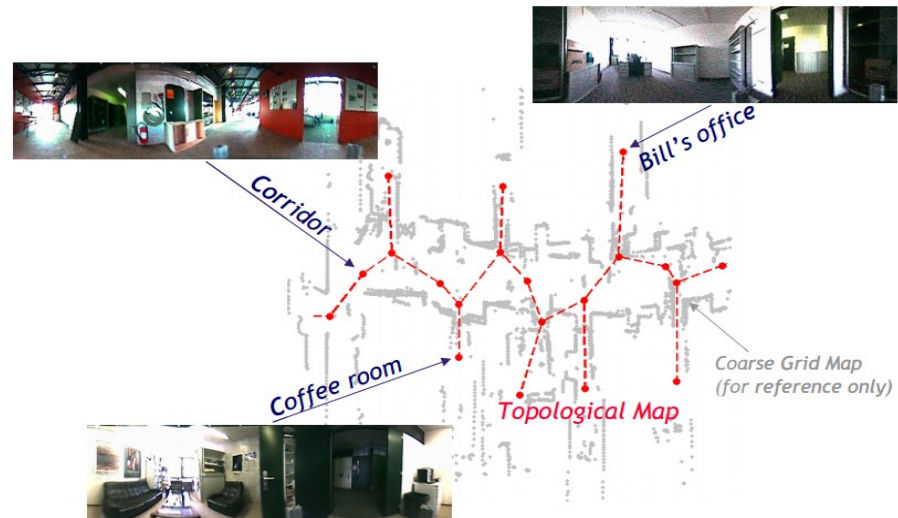 Bill's office
Corridor
Coffee room
Coarse Grid Map
(for reference only)
Topological Map